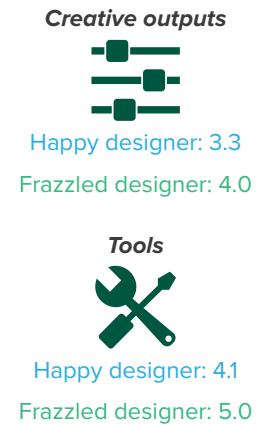 Creative outputs
Happy designer: 3.3
Frazzled designer: 4.0
Tools
Happy designer: 4.1
Frazzled designer: 5.0